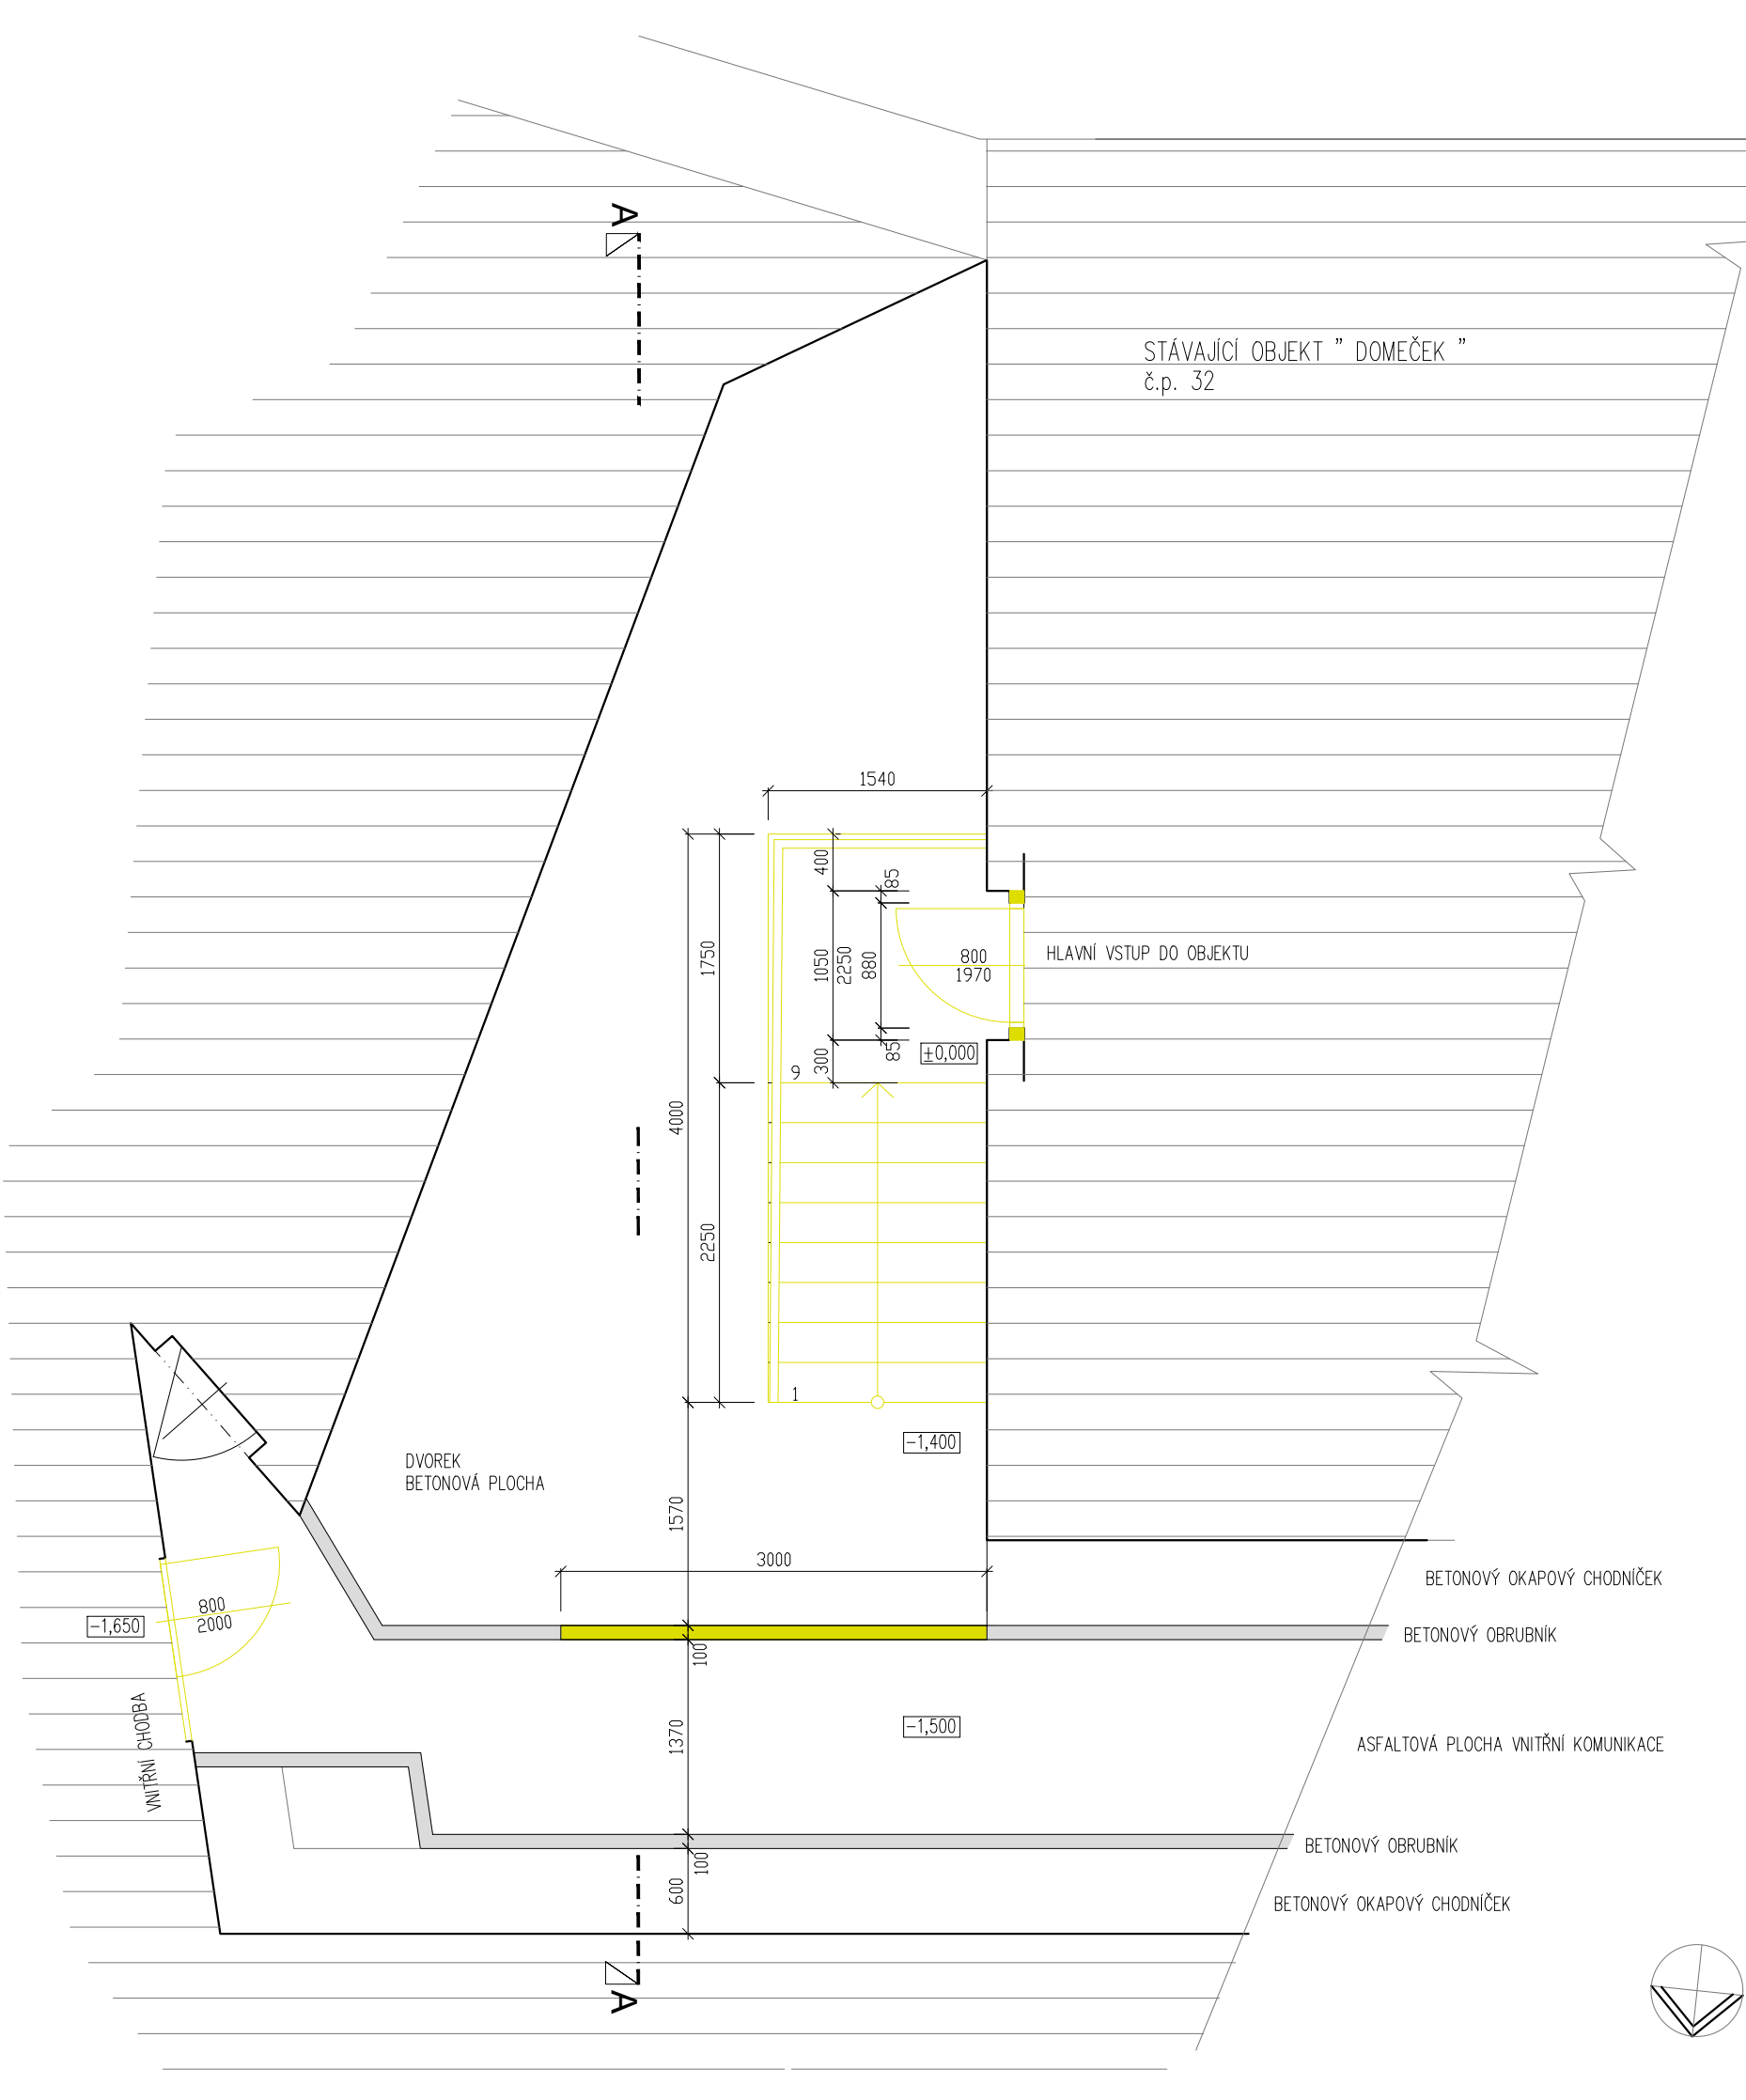 A
STÁVAJÍCÍ OBJEKT " DOMEČEK "
č.p. 32
1540
400
85
1750
1050
2250
880
800
1970
HLAVNÍ VSTUP DO OBJEKTU
300
85
±0,000
9
4000
2250
1
-1,400
DVOREK
BETONOVÁ PLOCHA
1570
3000
BETONOVÝ OKAPOVÝ CHODNÍČEK
800
2000
-1,650
BETONOVÝ OBRUBNÍK
100
VNITŘNÍ CHODBA
1370
-1,500
ASFALTOVÁ PLOCHA VNITŘNÍ KOMUNIKACE
BETONOVÝ OBRUBNÍK
100
600
BETONOVÝ OKAPOVÝ CHODNÍČEK
A